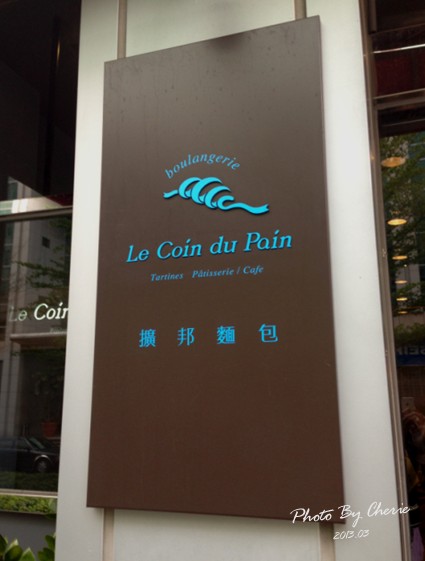 boulangerie
Le Coin du Pain
Tartines Pâtisserie / Cafe
擴邦麵包
Le Coin
Photo By Cherie
2013.03